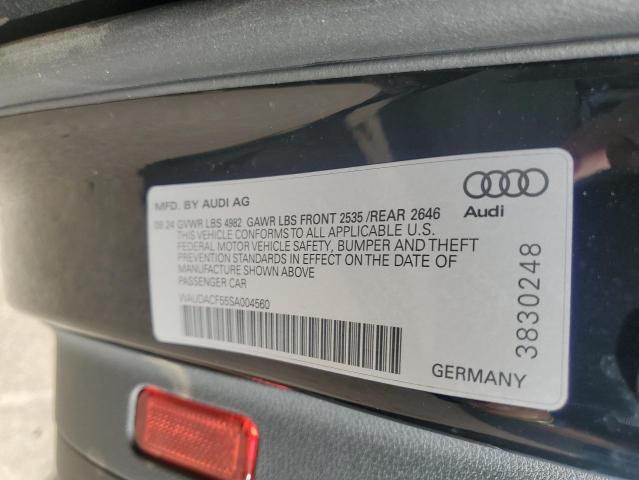 MFD. BY AUDI AG
08 24 GVWR LBS 4982 GAWR LBS FRONT 2535 /REAR 2646
THIS VEHICLE CONFORMS TO ALL APPLICABLE U.S.
FEDERAL MOTOR VEHICLE SAFETY, BUMPER AND THEFT
PREVENTION STANDARDS IN EFFECT ON THE DATE OF
MANUFACTURE SHOWN ABOVE
PASSENGER CAR
WAUDACF55SA004560
Audi
3830248
GERMANY